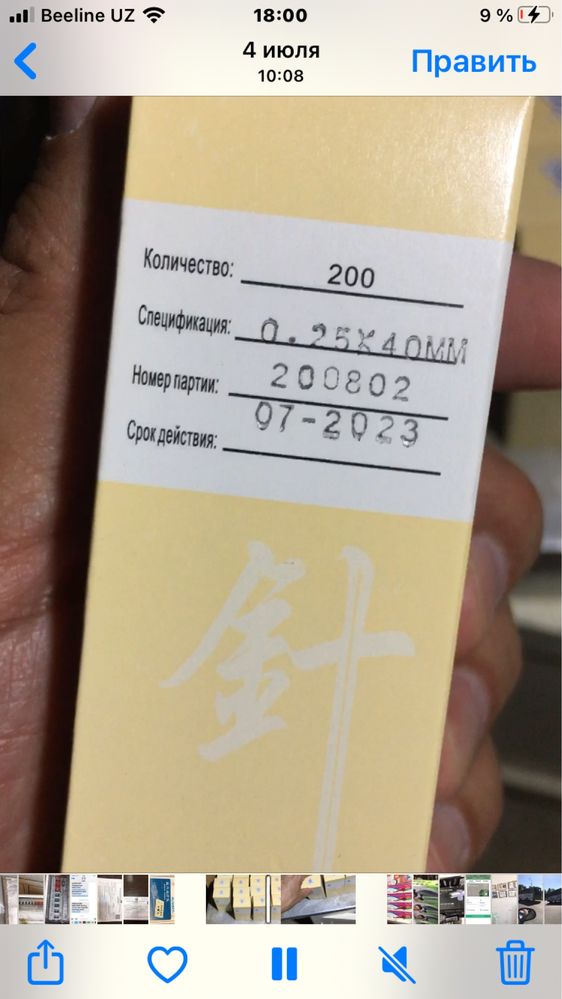 Beeline UZ 18:00 9 %
4 июля
10:08
Править
Количество: 200
Спецификация: 0.25X40MM
Номер партии: 200802
Срок действия: 07-2023
針